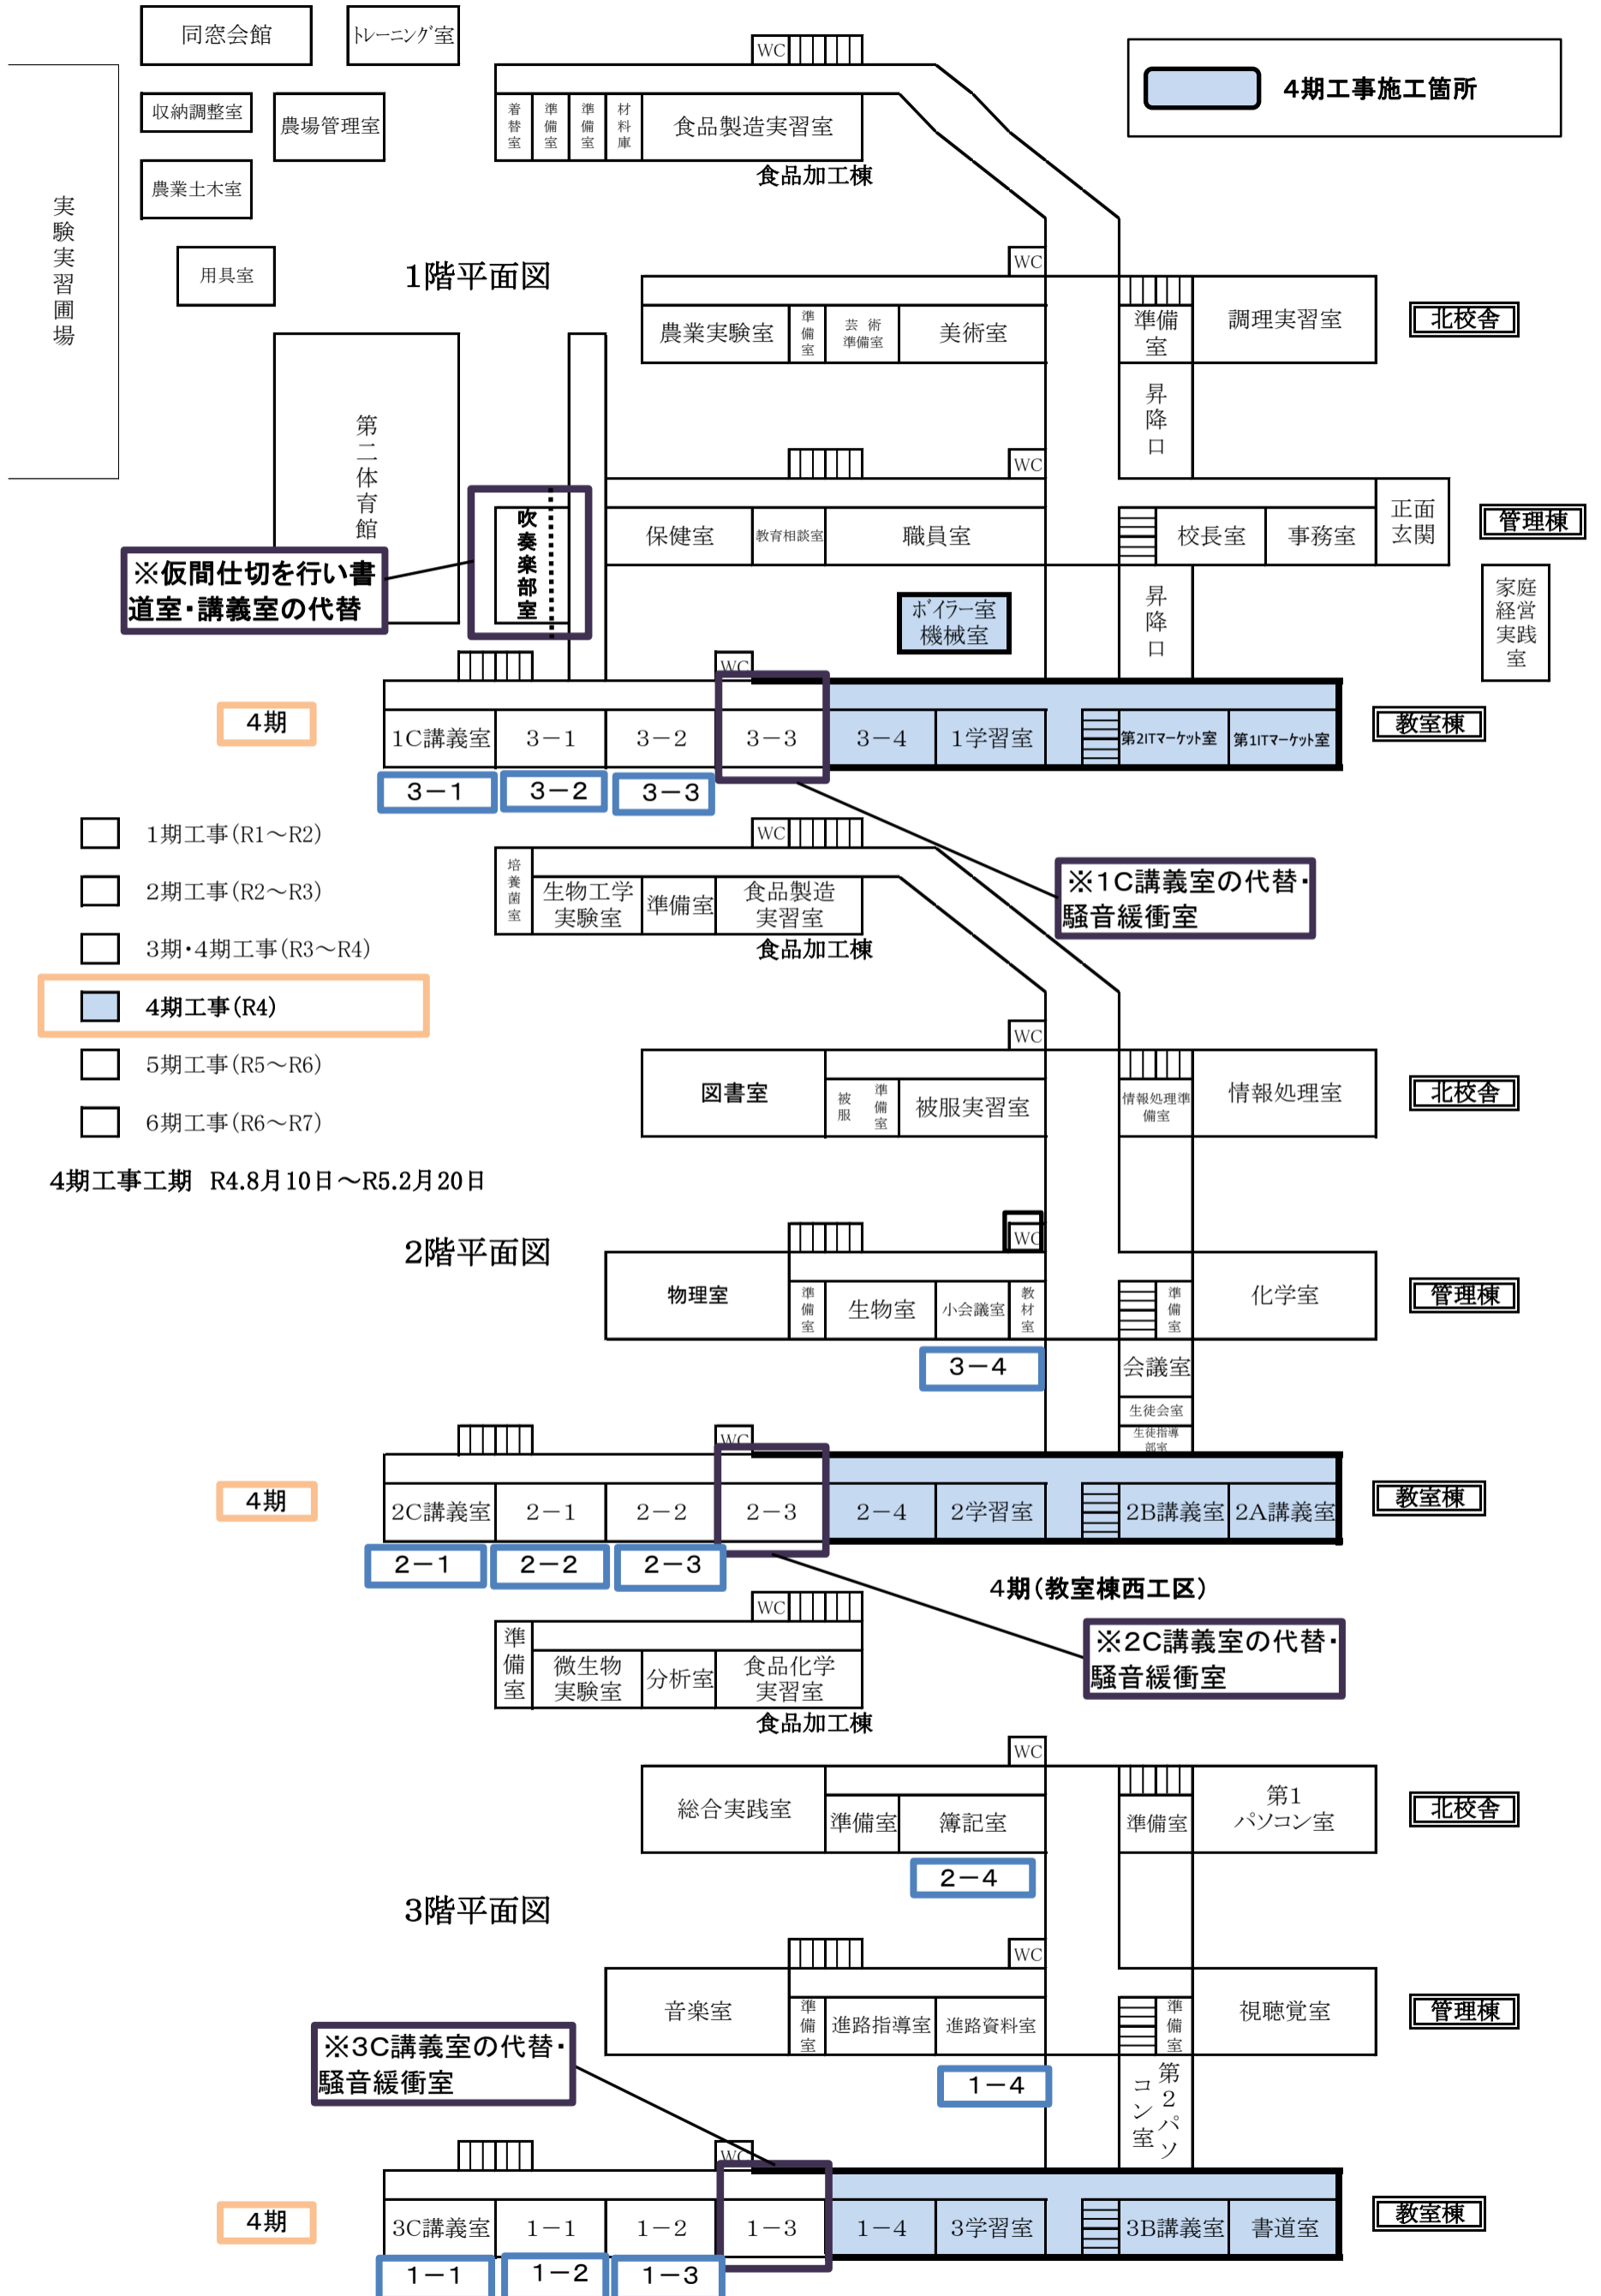 同窓会館
トレーニング室
WC
4期工事施工箇所
収納調整室
農場管理室
着替室
準備室
準備室
材料庫
食品製造実習室
食品加工棟
農業土木室
実験実習圃場
用具室
1階平面図
WC
農業実験室
準備室
芸術
準備室
美術室
準備
室
調理実習室
北校舎
昇降口
第二体育館
WC
吹奏楽部室
保健室
教育相談室
職員室
校長室
事務室
正面
玄関
管理棟
※仮間仕切を行い書
道室・講義室の代替
ボイラー室
機械室
昇降口
家庭
経営
実践
室
WC
4期
1C講義室
3-1
3-2
3-3
3-4
1学習室
第2ITマーケット室
第1ITマーケット室
教室棟
3-1
3-2
3-3
1期工事(R1~R2)
2期工事(R2~R3)
3期・4期工事(R3~R4)
4期工事(R4)
5期工事(R5~R6)
6期工事(R6~R7)
4期工事工期 R4.8月10日~R5.2月20日
WC
培養菌室
生物工学
実験室
準備室
食品製造
実習室
食品加工棟
※1C講義室の代替・
騒音緩衝室
WC
図書室
被服
準備室
被服実習室
情報処理準
備室
情報処理室
北校舎
2階平面図
WC
物理室
準備室
生物室
小会議室
教材室
準備室
化学室
管理棟
3-4
会議室
生徒会室
生徒指導
部室
WC
4期
2C講義室
2-1
2-2
2-3
2-4
2学習室
2B講義室
2A講義室
教室棟
2-1
2-2
2-3
4期(教室棟西工区)
※2C講義室の代替・
騒音緩衝室
WC
準備室
微生物
実験室
分析室
食品化学
実習室
食品加工棟
WC
総合実践室
準備室
簿記室
準備室
第1
パソコン室
北校舎
2-4
3階平面図
WC
音楽室
準備室
進路指導室
進路資料室
準備室
視聴覚室
管理棟
※3C講義室の代替・
騒音緩衝室
1-4
第2パソ
コン室
WC
4期
3C講義室
1-1
1-2
1-3
1-4
3学習室
3B講義室
書道室
教室棟
1-1
1-2
1-3